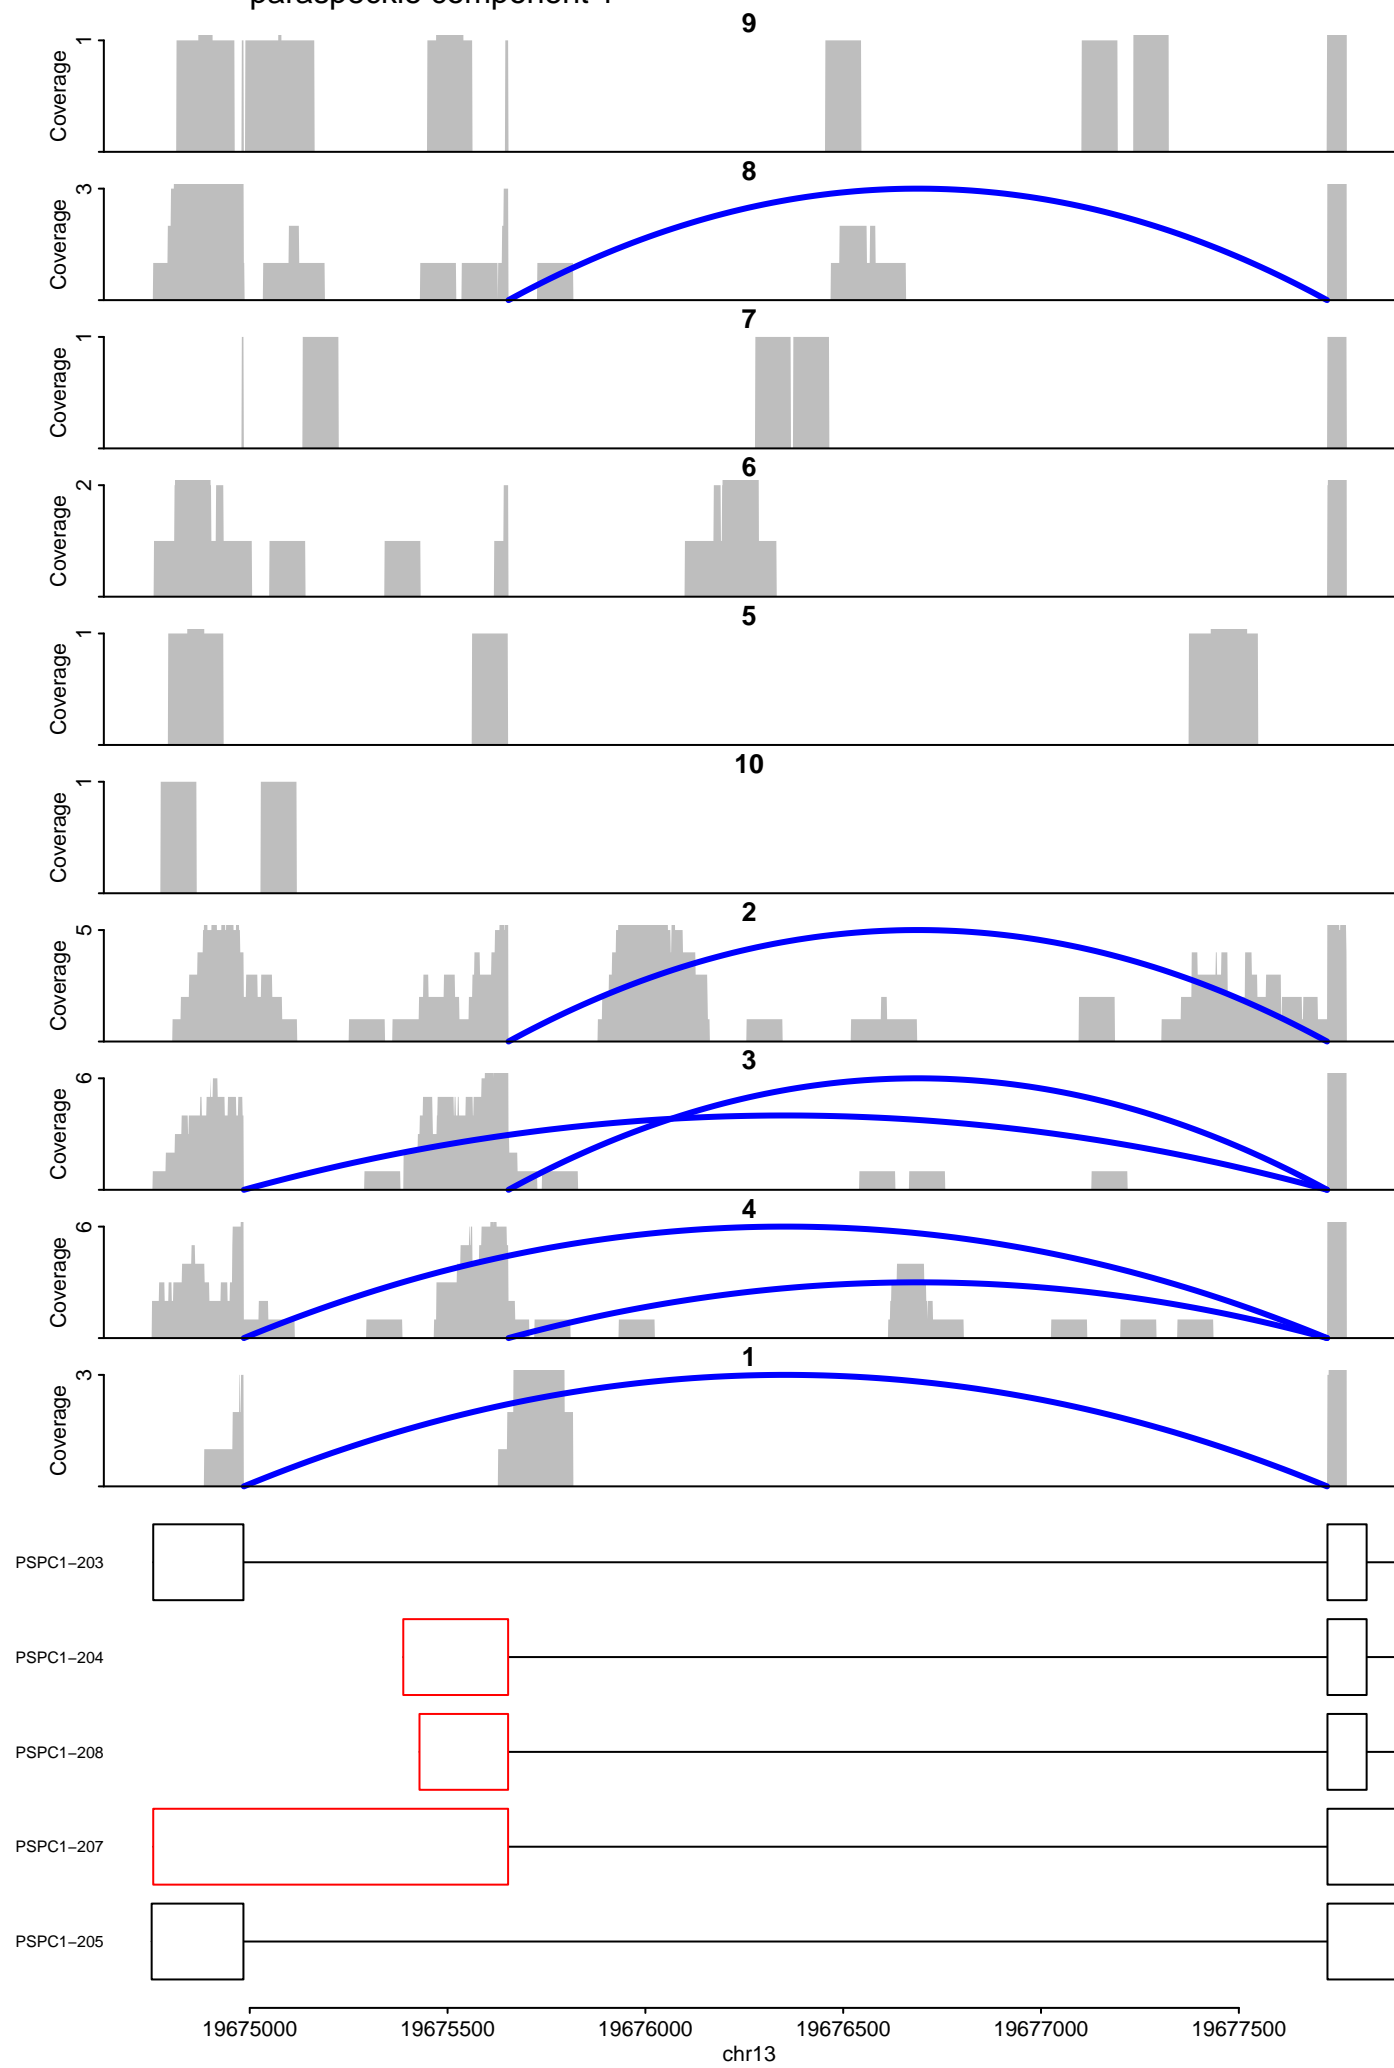 paraspeckle component 1
9
Coverage
1
8
Coverage
3
7
Coverage
1
6
Coverage
2
5
Coverage
1
10
Coverage
1
2
Coverage
5
3
Coverage
6
4
Coverage
6
1
Coverage
3
PSPC1−203
PSPC1−204
PSPC1−208
PSPC1−207
PSPC1−205
19675000 19675500 19676000 19676500 19677000 19677500
chr13